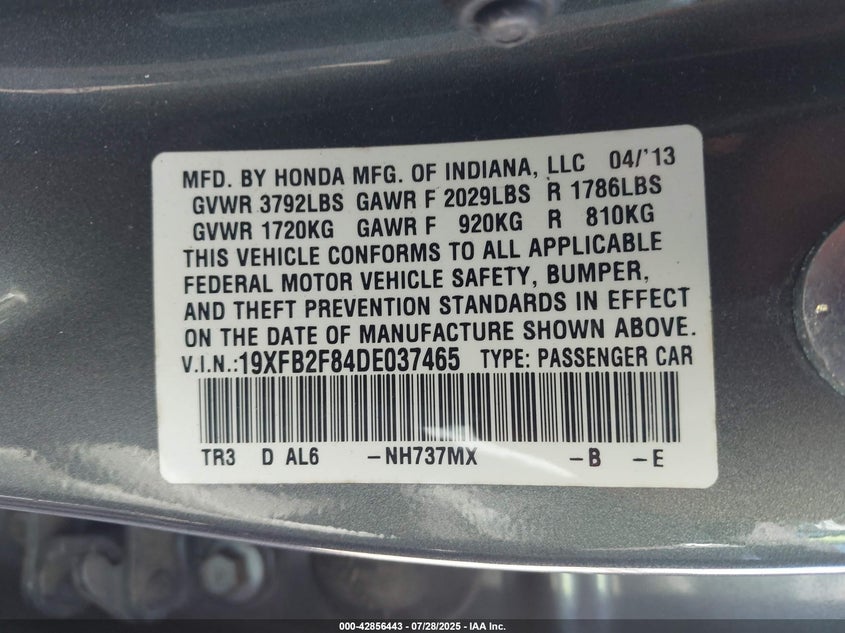 MFD. BY HONDA MFG. OF INDIANA, LLC 04/'13
GVWR 3792LBS GAWR F 2029LBS R 1786LBS
GVWR 1720KG GAWR F 920KG R 810KG
THIS VEHICLE CONFORMS TO ALL APPLICABLE
FEDERAL MOTOR VEHICLE SAFETY, BUMPER,
AND THEFT PREVENTION STANDARDS IN EFFECT
ON THE DATE OF MANUFACTURE SHOWN ABOVE.
V.I.N.:19XFB2F84DE037465 TYPE: PASSENGER CAR
TR3 D AL6 -NH737MX -B -E
000-42856443 - 07/28/2025 - IAA Inc.